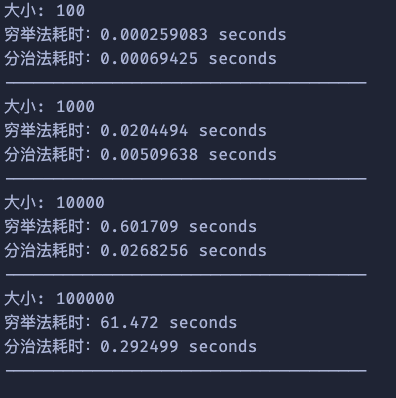 大小: 100
穷举法耗时: 0.000259083 seconds
分治法耗时: 0.00069425 seconds
----------------------------------------
大小: 1000
穷举法耗时: 0.0204494 seconds
分治法耗时: 0.00509638 seconds
----------------------------------------
大小: 10000
穷举法耗时: 0.601709 seconds
分治法耗时: 0.0268256 seconds
----------------------------------------
大小: 100000
穷举法耗时: 61.472 seconds
分治法耗时: 0.292499 seconds
----------------------------------------